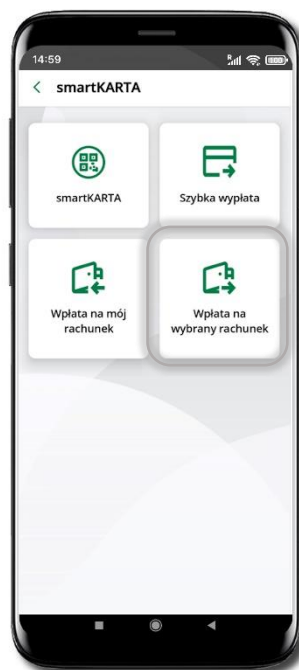 14:59
smartKARTA
smartKARTA
Szybka wypłata
Wpłata na mój
rachunek
Wpłata na
wybrany rachunek